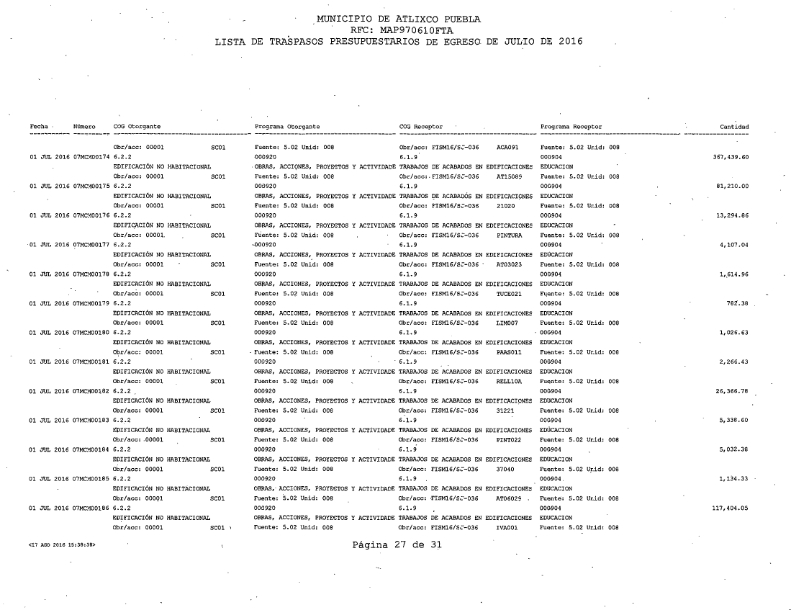 MUNICIPIO DE ATLIXCO PUEBLA
RFC: MAP970610FTA
LISTA DE TRASPASOS PRESUPUESTARIOS DE EGRESO DE JULIO DE 2016
Fecha Número COG Otorgante Programa Otorgante COG Receptor Programa Receptor Cantidad
Obr/acc: 00001 SC01 Fuente: 5.02 Unid: 008 Obr/acc: FISM16/SC-036 ACA091 Fuente: 5.02 Unid: 008
01 JUL 2016 07MCMD0174 6.2.2 000920 6.1.9 000904 367,439.60
EDIFICACIÓN NO HABITACIONAL OBRAS, ACCIONES, PROYECTOS Y ACTIVIDADE TRABAJOS DE ACABADOS EN EDIFICACIONES EDUCACION
Obr/acc: 00001 SC01 Fuente: 5.02 Unid: 008 Obr/acc: FISM16/SC-036 AT15089 Fuente: 5.02 Unid: 008
01 JUL 2016 07MCMD0175 6.2.2 000920 6.1.9 000904 81,210.00
EDIFICACIÓN NO HABITACIONAL OBRAS, ACCIONES, PROYECTOS Y ACTIVIDADE TRABAJOS DE ACABADOS EN EDIFICACIONES EDUCACION
Obr/acc: 00001 SC01 Fuente: 5.02 Unid: 008 Obr/acc: FISM16/SC-036 21020 Fuente: 5.02 Unid: 008
01 JUL 2016 07MCMD0176 6.2.2 000920 6.1.9 000904 13,294.86
EDIFICACIÓN NO HABITACIONAL OBRAS, ACCIONES, PROYECTOS Y ACTIVIDADE TRABAJOS DE ACABADOS EN EDIFICACIONES EDUCACION
Obr/acc: 00001 SC01 Fuente: 5.02 Unid: 008 Obr/acc: FISM16/SC-036 PINTURA Fuente: 5.02 Unid: 008
01 JUL 2016 07MCMD0177 6.2.2 000920 6.1.9 000904 4,107.04
EDIFICACIÓN NO HABITACIONAL OBRAS, ACCIONES, PROYECTOS Y ACTIVIDADE TRABAJOS DE ACABADOS EN EDIFICACIONES EDUCACION
Obr/acc: 00001 SC01 Fuente: 5.02 Unid: 008 Obr/acc: FISM16/SC-036 AT03023 Fuente: 5.02 Unid: 008
01 JUL 2016 07MCMD0178 6.2.2 000920 6.1.9 000904 1,614.96
EDIFICACIÓN NO HABITACIONAL OBRAS, ACCIONES, PROYECTOS Y ACTIVIDADE TRABAJOS DE ACABADOS EN EDIFICACIONES EDUCACION
Obr/acc: 00001 SC01 Fuente: 5.02 Unid: 008 Obr/acc: FISM16/SC-036 TUCE021 Fuente: 5.02 Unid: 008
01 JUL 2016 07MCMD0179 6.2.2 000920 6.1.9 000904 782.38
EDIFICACIÓN NO HABITACIONAL OBRAS, ACCIONES, PROYECTOS Y ACTIVIDADE TRABAJOS DE ACABADOS EN EDIFICACIONES EDUCACION
Obr/acc: 00001 SC01 Fuente: 5.02 Unid: 008 Obr/acc: FISM16/SC-036 LIM007 Fuente: 5.02 Unid: 008
01 JUL 2016 07MCMD0180 6.2.2 000920 6.1.9 000904 1,026.63
EDIFICACIÓN NO HABITACIONAL OBRAS, ACCIONES, PROYECTOS Y ACTIVIDADE TRABAJOS DE ACABADOS EN EDIFICACIONES EDUCACION
Obr/acc: 00001 SC01 Fuente: 5.02 Unid: 008 Obr/acc: FISM16/SC-036 PAAS011 Fuente: 5.02 Unid: 008
01 JUL 2016 07MCMD0181 6.2.2 000920 6.1.9 000904 2,266.43
EDIFICACIÓN NO HABITACIONAL OBRAS, ACCIONES, PROYECTOS Y ACTIVIDADE TRABAJOS DE ACABADOS EN EDIFICACIONES EDUCACION
Obr/acc: 00001 SC01 Fuente: 5.02 Unid: 008 Obr/acc: FISM16/SC-036 RELL10A Fuente: 5.02 Unid: 008
01 JUL 2016 07MCMD0182 6.2.2 000920 6.1.9 000904 26,366.78
EDIFICACIÓN NO HABITACIONAL OBRAS, ACCIONES, PROYECTOS Y ACTIVIDADE TRABAJOS DE ACABADOS EN EDIFICACIONES EDUCACION
Obr/acc: 00001 SC01 Fuente: 5.02 Unid: 008 Obr/acc: FISM16/SC-036 31221 Fuente: 5.02 Unid: 008
01 JUL 2016 07MCMD0183 6.2.2 000920 6.1.9 000904 5,338.60
EDIFICACIÓN NO HABITACIONAL OBRAS, ACCIONES, PROYECTOS Y ACTIVIDADE TRABAJOS DE ACABADOS EN EDIFICACIONES EDUCACION
Obr/acc: 00001 SC01 Fuente: 5.02 Unid: 008 Obr/acc: FISM16/SC-036 PINT022 Fuente: 5.02 Unid: 008
01 JUL 2016 07MCMD0184 6.2.2 000920 6.1.9 000904 5,032.38
EDIFICACIÓN NO HABITACIONAL OBRAS, ACCIONES, PROYECTOS Y ACTIVIDADE TRABAJOS DE ACABADOS EN EDIFICACIONES EDUCACION
Obr/acc: 00001 SC01 Fuente: 5.02 Unid: 008 Obr/acc: FISM16/SC-036 37040 Fuente: 5.02 Unid: 008
01 JUL 2016 07MCMD0185 6.2.2 000920 6.1.9 000904 1,134.33
EDIFICACIÓN NO HABITACIONAL OBRAS, ACCIONES, PROYECTOS Y ACTIVIDADE TRABAJOS DE ACABADOS EN EDIFICACIONES EDUCACION
Obr/acc: 00001 SC01 Fuente: 5.02 Unid: 008 Obr/acc: FISM16/SC-036 AT06029 Fuente: 5.02 Unid: 008
01 JUL 2016 07MCMD0186 6.2.2 000920 6.1.9 000904 117,404.05
EDIFICACIÓN NO HABITACIONAL OBRAS, ACCIONES, PROYECTOS Y ACTIVIDADE TRABAJOS DE ACABADOS EN EDIFICACIONES EDUCACION
Obr/acc: 00001 SC01 Fuente: 5.02 Unid: 008 Obr/acc: FISM16/SC-036 IVA001 Fuente: 5.02 Unid: 008
<17 AGO 2016 15:38:38> Página 27 de 31